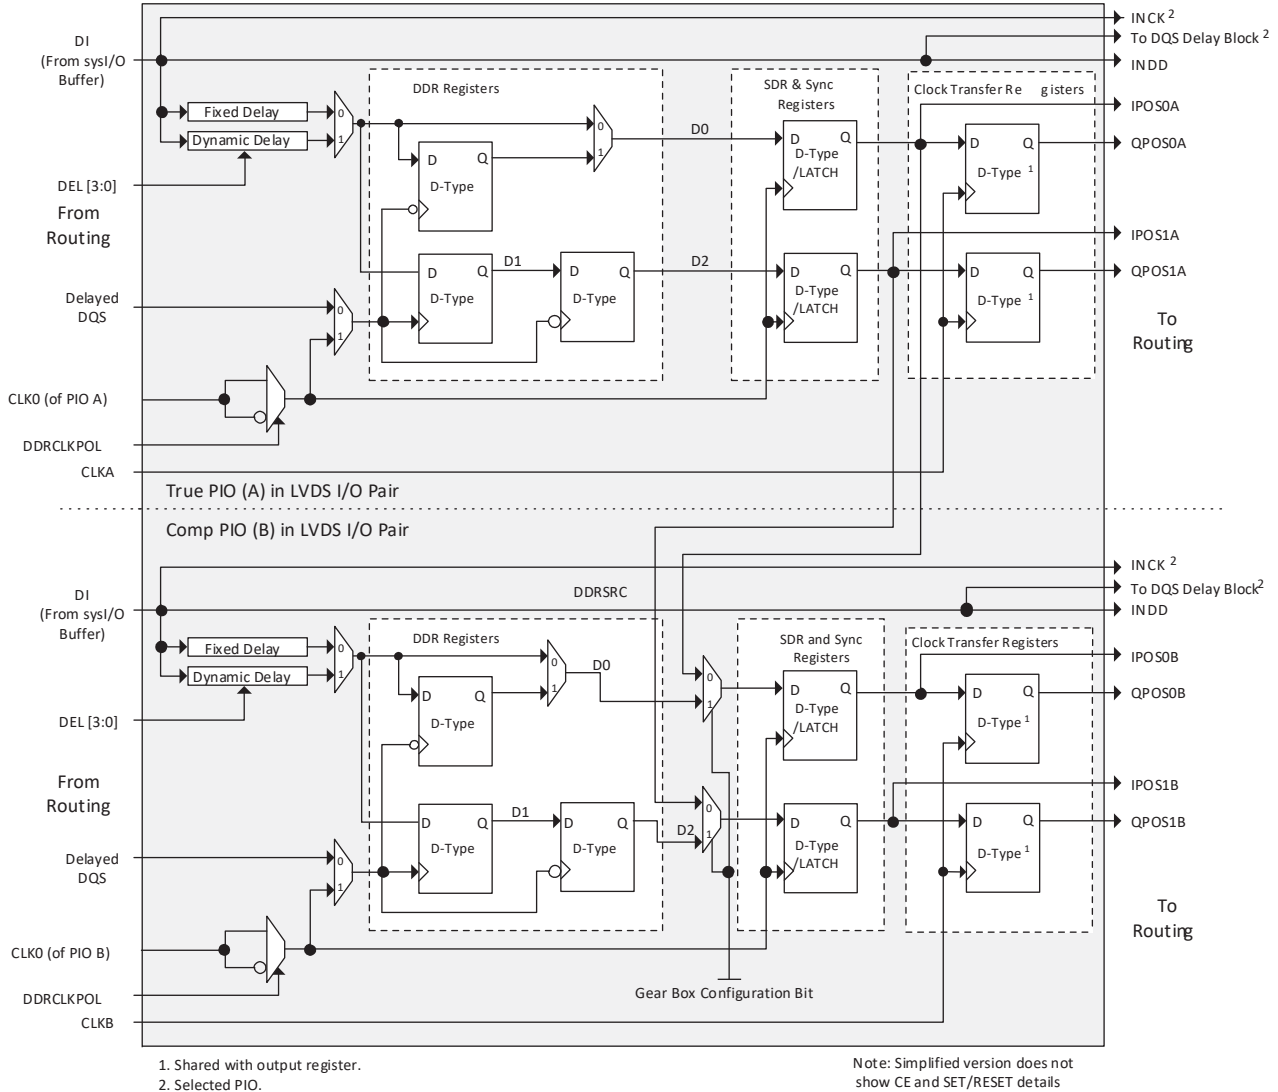 DI
(From sysI/O
Buffer)
Fixed Delay
Dynamic Delay
0
1
DEL [3:0]
From
Routing
Delayed
DQS
0
1
CLK0 (of PIO A)
DDRCLKPOL
CLKA
DDR Registers
D Q
D-Type
0
1
D Q
D-Type
D1
D Q
D-Type
D0
D2
SDR & Sync
Registers
D Q
D-Type
/LATCH
D Q
D-Type
/LATCH
Clock Transfer Re gisters
D Q
D-Type 1
D Q
D-Type 1
INCK 2
To DQS Delay Block 2
INDD
IPOS0A
QPOS0A
IPOS1A
QPOS1A
To
Routing
True PIO (A) in LVDS I/O Pair
Comp PIO (B) in LVDS I/O Pair
DI
(From sysI/O
Buffer)
Fixed Delay
Dynamic Delay
0
1
DEL [3:0]
From
Routing
Delayed
DQS
0
1
CLK0 (of PIO B)
DDRCLKPOL
CLKB
DDRSRC
DDR Registers
D Q
D-Type
0
1
D0
D Q
D-Type
D1
D Q
D-Type
D2
0
1
0
1
Gear Box Configuration Bit
SDR and Sync
Registers
D Q
D-Type
/LATCH
D Q
D-Type
/LATCH
Clock Transfer Registers
D Q
D-Type 1
D Q
D-Type 1
INCK 2
To DQS Delay Block2
INDD
IPOS0B
QPOS0B
IPOS1B
QPOS1B
To
Routing
1. Shared with output register.
2. Selected PIO.
Note: Simplified version does not
show CE and SET/RESET details